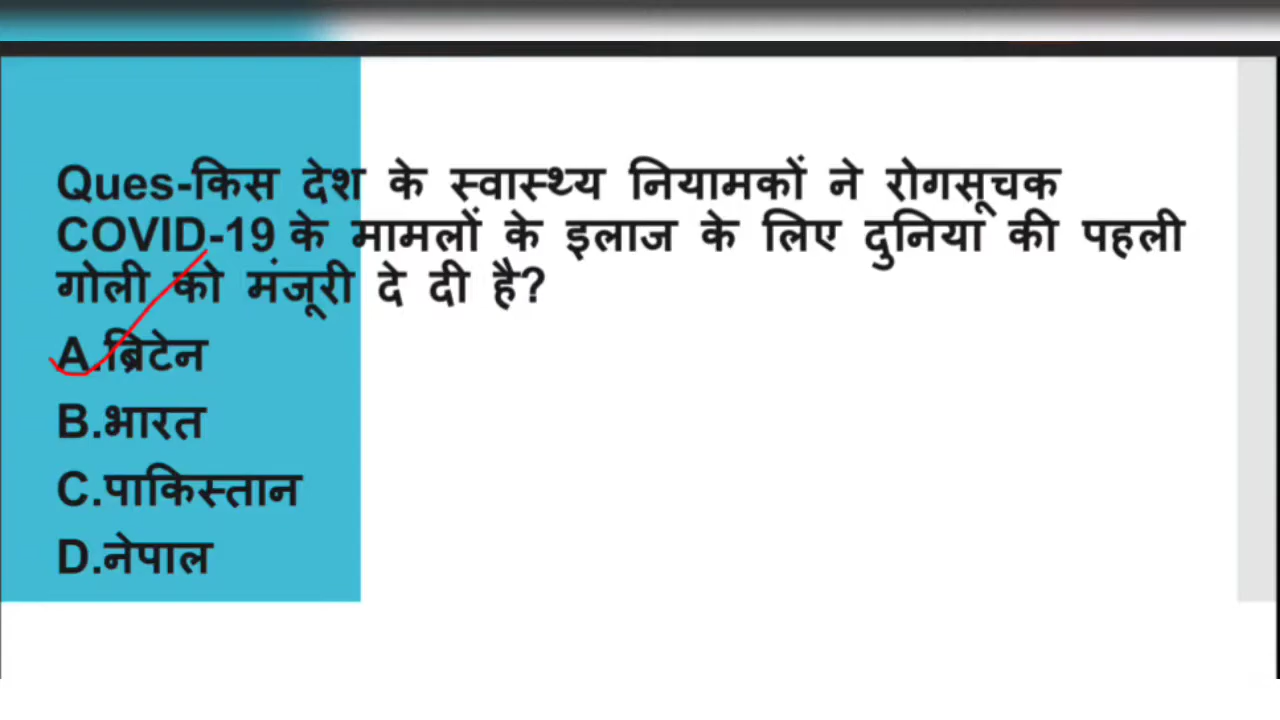 Ques-किस देश के स्वास्थ्य नियामकों ने रोगसूचक
COVID-19 के मामलों के इलाज के लिए दुनिया की पहली
गोली को मंजूरी दे दी है?
A.ब्रिटेन
B.भारत
C.पाकिस्तान
D.नेपाल